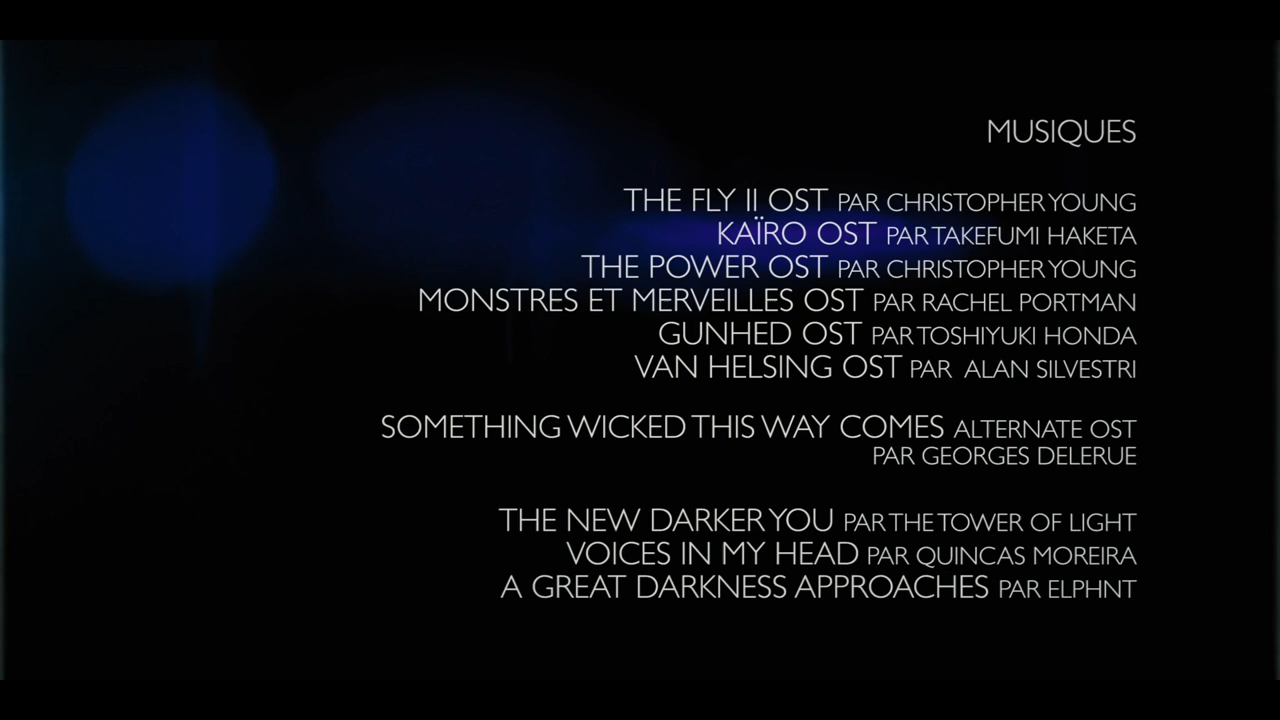 MUSIQUES
THE FLY II OST PAR CHRISTOPHER YOUNG
KAÏRO OST PAR TAKEFUMI HAKETA
THE POWER OST PAR CHRISTOPHER YOUNG
MONSTRES ET MERVEILLES OST PAR RACHEL PORTMAN
GUNHED OST PAR TOSHIYUKI HONDA
VAN HELSING OST PAR ALAN SILVESTRI
SOMETHING WICKED THIS WAY COMES ALTERNATE OST
PAR GEORGES DELERUE
THE NEW DARKER YOU PAR THE TOWER OF LIGHT
VOICES IN MY HEAD PAR QUINCAS MOREIRA
A GREAT DARKNESS APPROACHES PAR ELPHNT